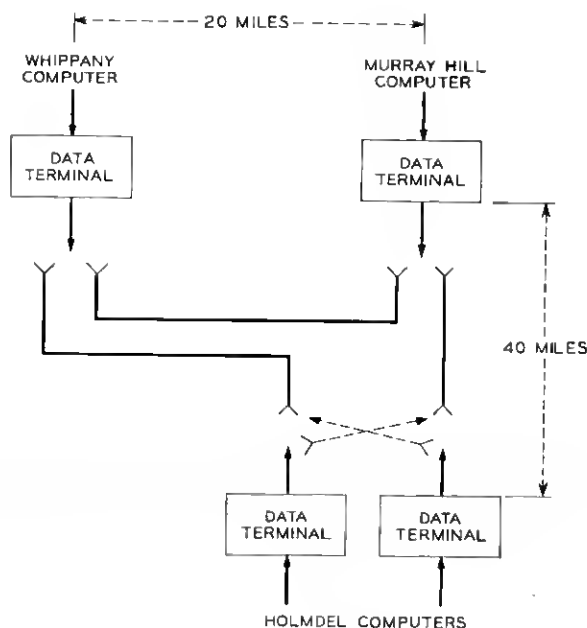 20 MILES
WHIPPANY
COMPUTER
MURRAY HILL
COMPUTER
DATA
TERMINAL
DATA
TERMINAL
40 MILES
DATA
TERMINAL
DATA
TERMINAL
HOLMDEL COMPUTERS